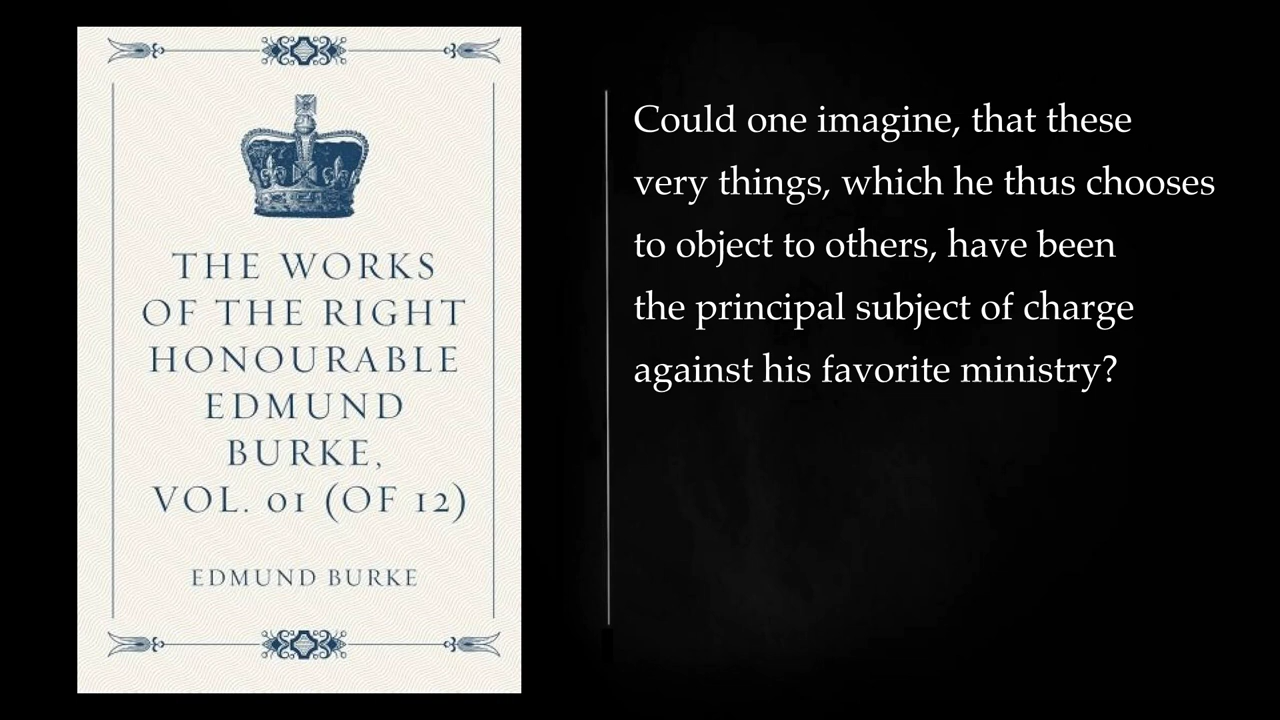 THE WORKS
OF THE RIGHT
HONOURABLE
EDMUND
BURKE,
VOL. 01 (OF 12)
EDMUND BURKE
Could one imagine, that these
very things, which he thus chooses
to object to others, have been
the principal subject of charge
against his favorite ministry?